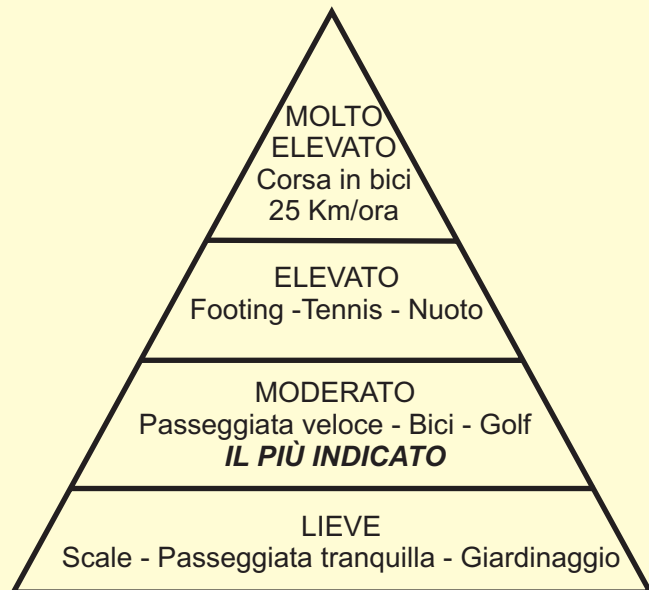 MOLTO
ELEVATO
Corsa in bici
25 Km/ora
ELEVATO
Footing -Tennis - Nuoto
MODERATO
Passeggiata veloce - Bici - Golf
IL PIÙ INDICATO
LIEVE
Scale - Passeggiata tranquilla - Giardinaggio